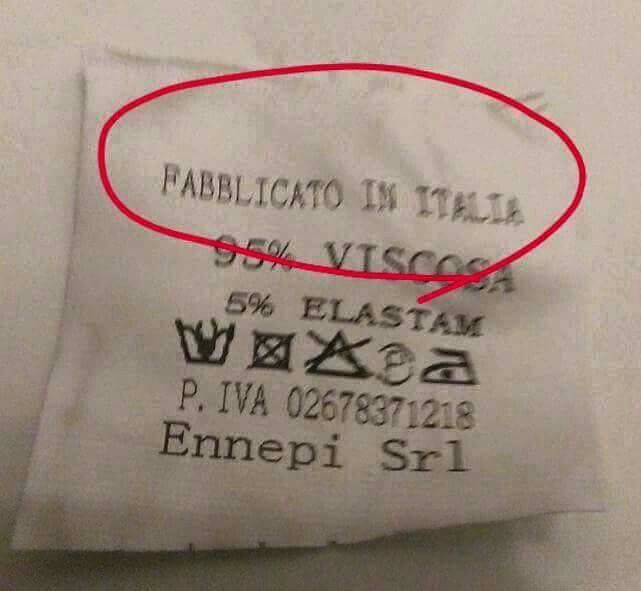 FABBLICATO IN ITALIA
95% VISCOSA
5% ELASTAM
P. IVA 02678371218
Ennepi Srl